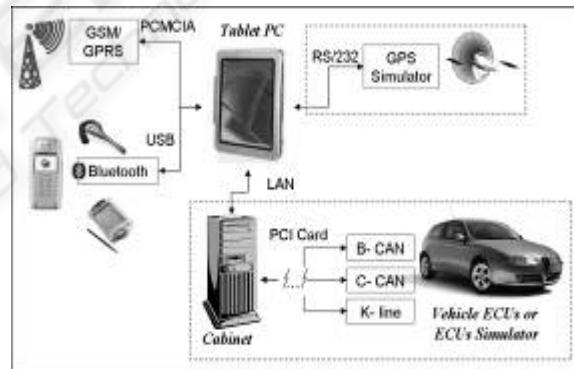 GSM/
GPRS
PCMCIA
Tablet PC
RS/232
GPS
Simulator
USB
Bluetooth
LAN
PCI Card
B- CAN
C- CAN
K- line
Cabinet
Vehicle ECUs or
ECUs Simulator